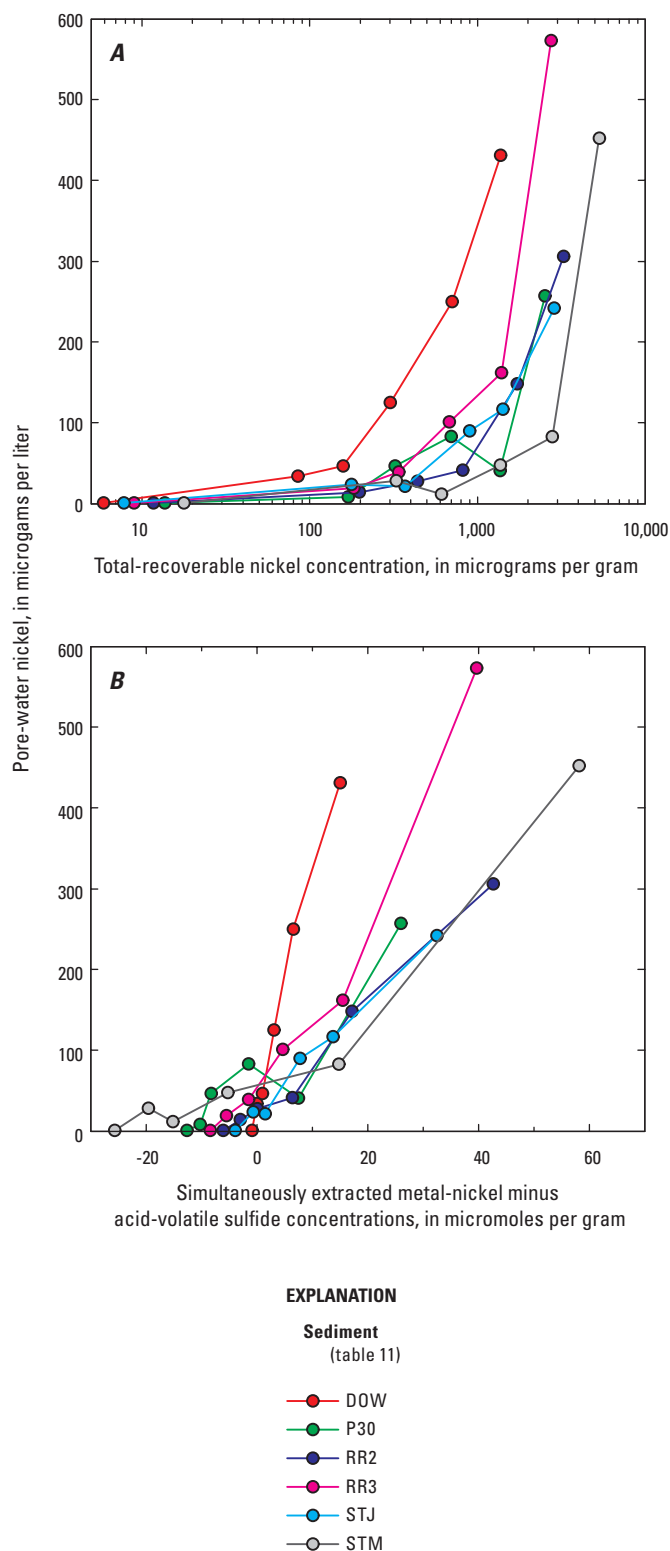 Pore-water nickel, in microgams per liter
A
600
500
400
300
200
100
0
10
100
1,000
10,000
Total-recoverable nickel concentration, in micrograms per gram
B
600
500
400
300
200
100
0
-20
0
20
40
60
Simultaneously extracted metal-nickel minus
acid-volatile sulfide concentrations, in micromoles per gram
EXPLANATION
Sediment
(table 11)
DOW
P30
RR2
RR3
STJ
STM